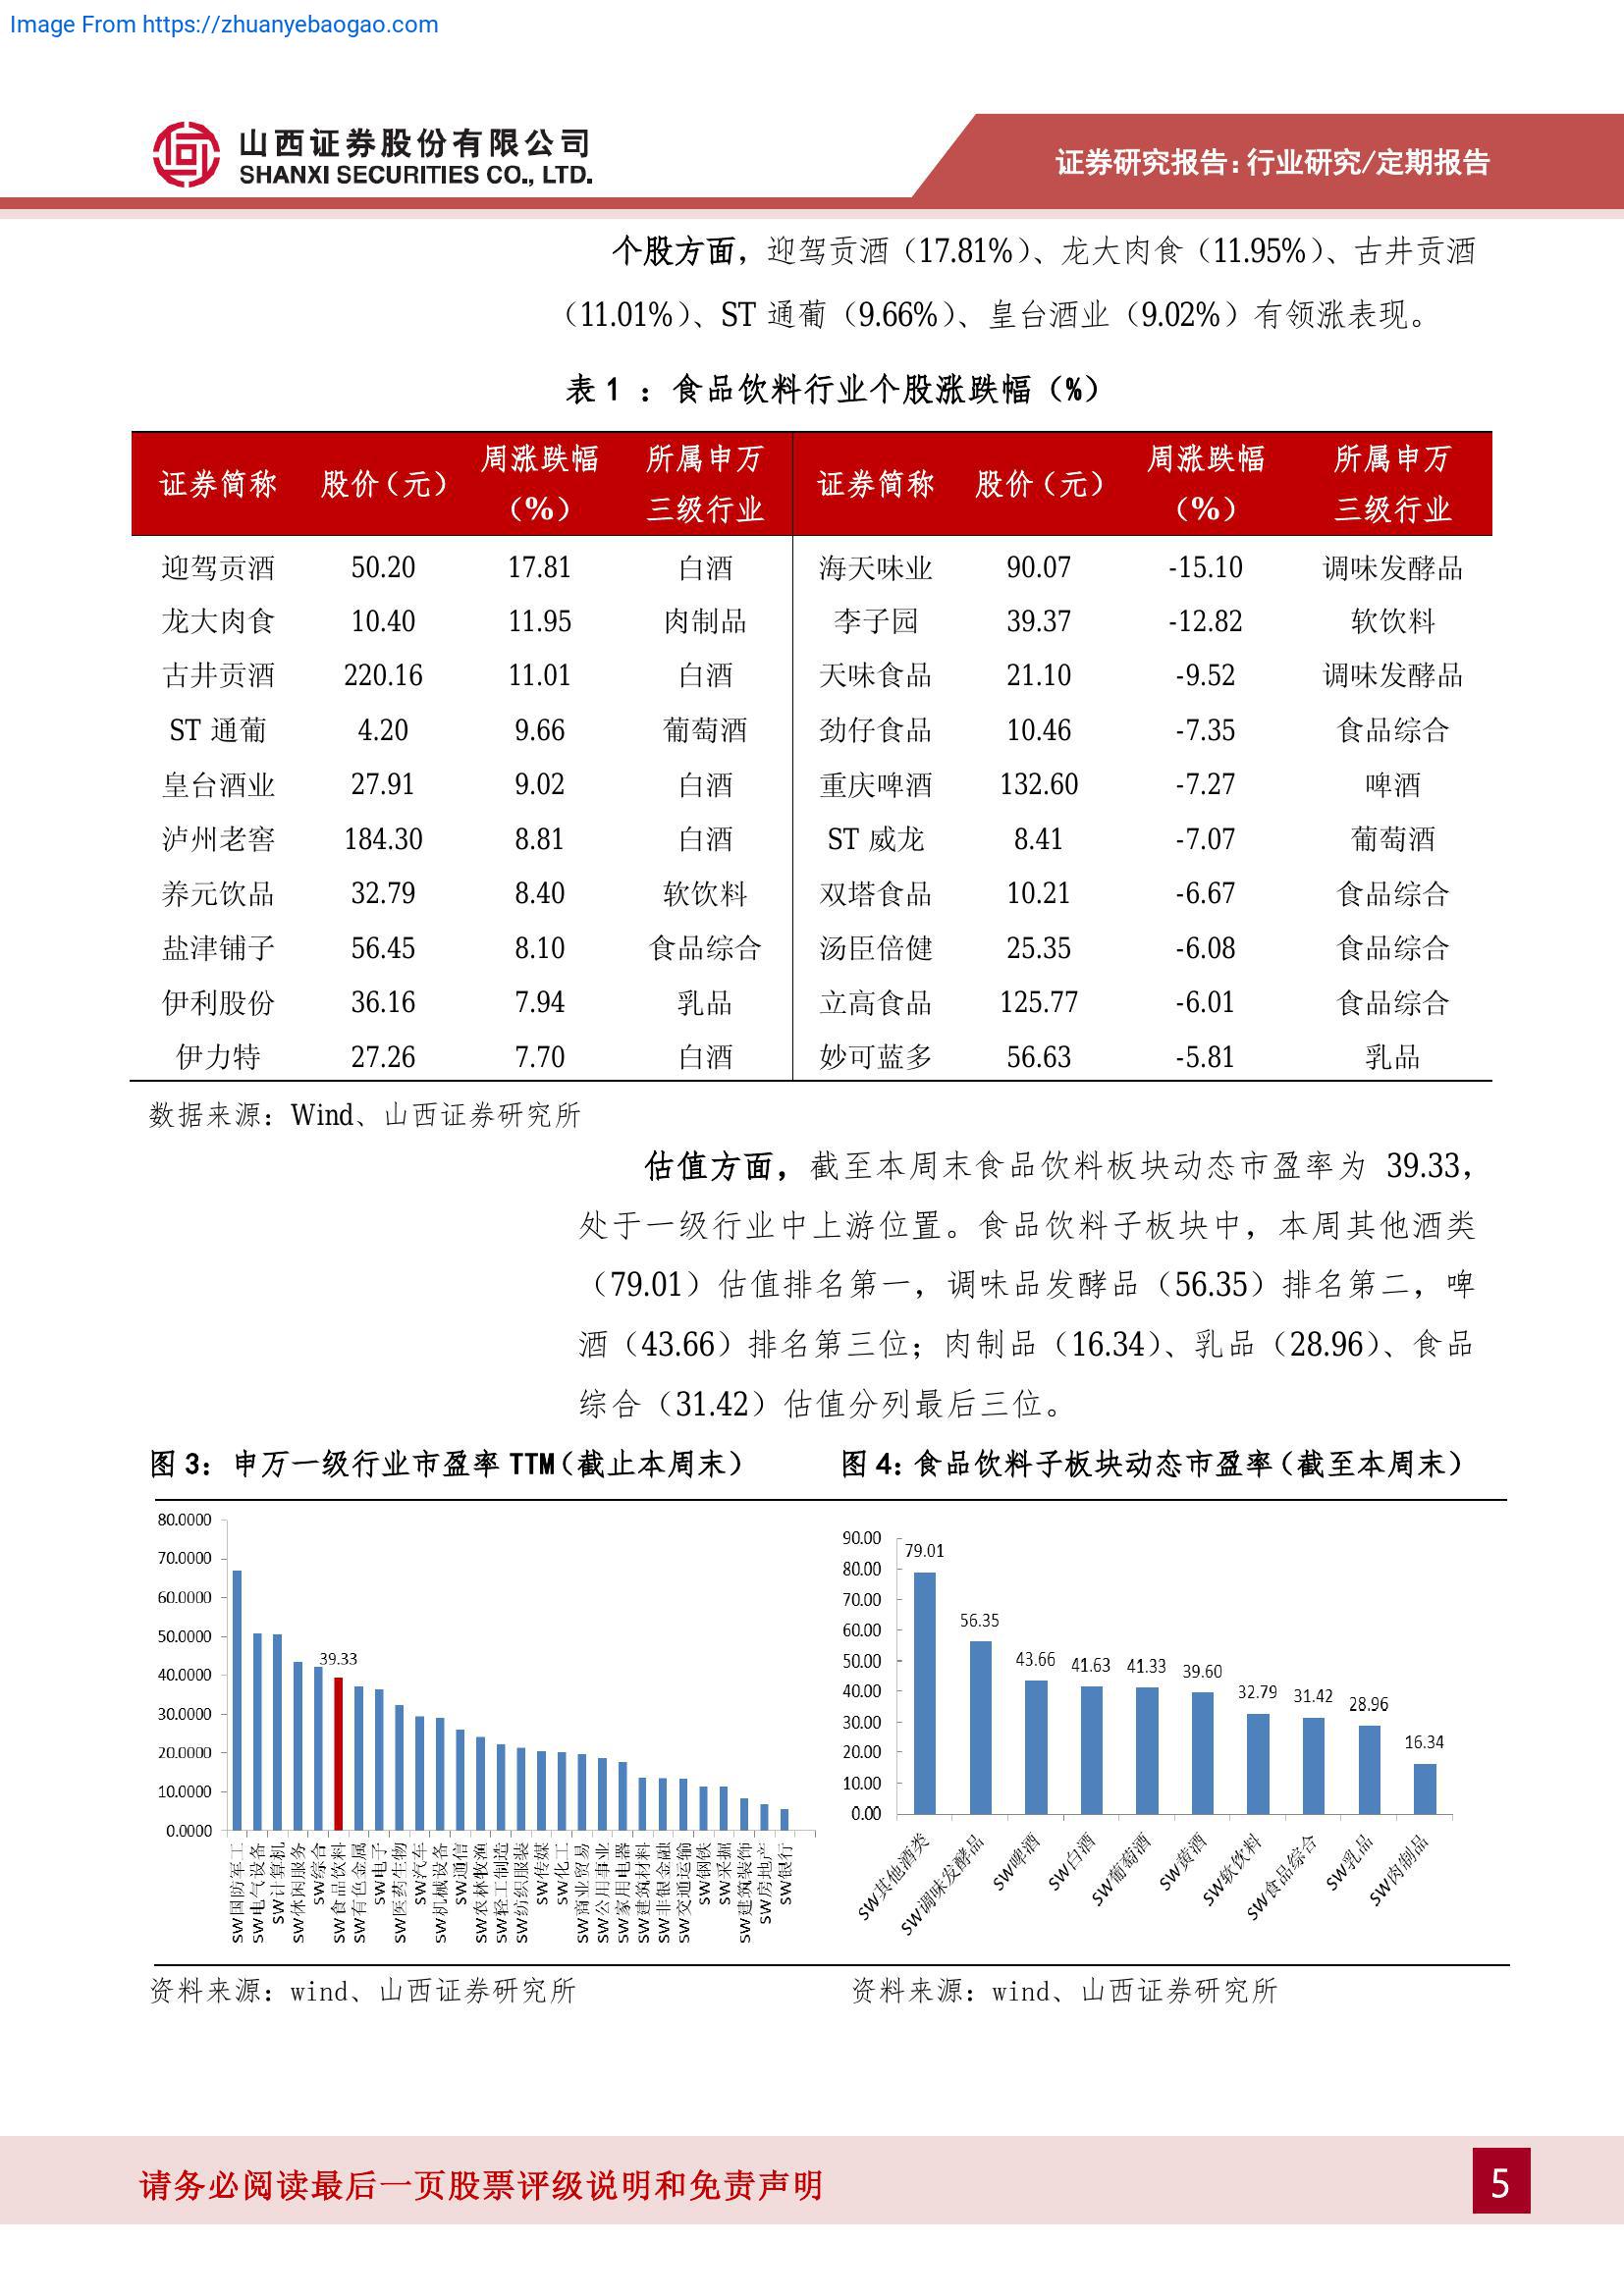 Image From https://zhuanyebaogao.com
山西证券股份有限公司
SHANXI SECURITIES CO., LTD.
证券研究报告：行业研究/定期报告
个股方面，迎驾贡酒（17.81%）、龙大肉食（11.95%）、古井贡酒
（11.01%）、ST 通葡（9.66%）、皇台酒业（9.02%）有领涨表现。
表 1 ：食品饮料行业个股涨跌幅（%）
证券简称 股价（元） 周涨跌幅（%） 所属申万三级行业 证券简称 股价（元） 周涨跌幅（%） 所属申万三级行业
迎驾贡酒 50.20 17.81 白酒 海天味业 90.07 -15.10 调味发酵品
龙大肉食 10.40 11.95 肉制品 李子园 39.37 -12.82 软饮料
古井贡酒 220.16 11.01 白酒 天味食品 21.10 -9.52 调味发酵品
ST 通葡 4.20 9.66 葡萄酒 劲仔食品 10.46 -7.35 食品综合
皇台酒业 27.91 9.02 白酒 重庆啤酒 132.60 -7.27 啤酒
泸州老窖 184.30 8.81 白酒 ST 威龙 8.41 -7.07 葡萄酒
养元饮品 32.79 8.40 软饮料 双塔食品 10.21 -6.67 食品综合
盐津铺子 56.45 8.10 食品综合 汤臣倍健 25.35 -6.08 食品综合
伊利股份 36.16 7.94 乳品 立高食品 125.77 -6.01 食品综合
伊力特 27.26 7.70 白酒 妙可蓝多 56.63 -5.81 乳品
数据来源：Wind、山西证券研究所
估值方面，截至本周末食品饮料板块动态市盈率为 39.33，
处于一级行业中上游位置。食品饮料子板块中，本周其他酒类
（79.01）估值排名第一，调味品发酵品（56.35）排名第二，啤
酒（43.66）排名第三位；肉制品（16.34）、乳品（28.96）、食品
综合（31.42）估值分列最后三位。
图 3：申万一级行业市盈率 TTM（截止本周末）
80.0000
70.0000
60.0000
50.0000
40.0000
30.0000
20.0000
10.0000
0.0000
39.33
SW国防军工
SW电气设备
SW计算机
SW休闲服务
SW综合
SW食品饮料
SW有色金属
SW电子
SW医药生物
SW汽车
SW机械设备
SW通信
SW农林牧渔
SW轻工制造
SW纺织服装
SW传媒
SW化工
SW商业贸易
SW公用事业
SW家用电器
SW建筑材料
SW非银金融
SW交通运输
SW钢铁
SW采掘
SW建筑装饰
SW房地产
SW银行
资料来源：wind、山西证券研究所
图 4：食品饮料子板块动态市盈率（截至本周末）
90.00
80.00
70.00
60.00
50.00
40.00
30.00
20.00
10.00
0.00
79.01
56.35
43.66
41.63
41.33
39.60
32.79
31.42
28.96
16.34
SW其他酒类
SW调味发酵品
SW啤酒
SW白酒
SW葡萄酒
SW黄酒
SW软饮料
SW食品综合
SW乳品
SW肉制品
资料来源：wind、山西证券研究所
请务必阅读最后一页股票评级说明和免责声明
5